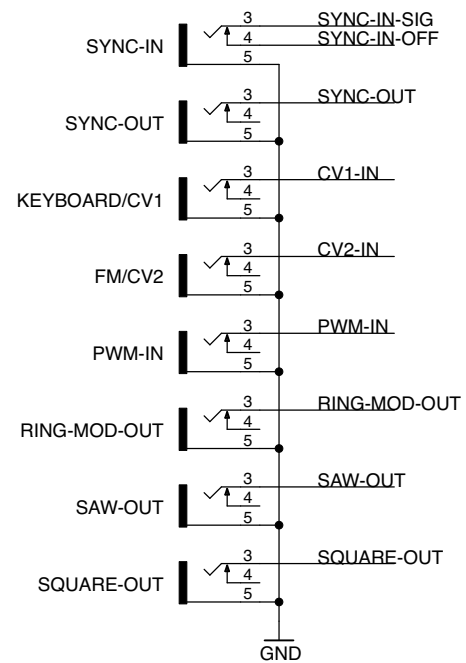 3 SYNC-IN-SIG
4 SYNC-IN-OFF
SYNC-IN 5
3 SYNC-OUT
SYNC-OUT 4
5
3 CV1-IN
KEYBOARD/CV1 4
5
3 CV2-IN
FM/CV2 4
5
3 PWM-IN
PWM-IN 4
5
3 RING-MOD-OUT
RING-MOD-OUT 4
5
3 SAW-OUT
SAW-OUT 4
5
3 SQUARE-OUT
SQUARE-OUT 4
5
GND